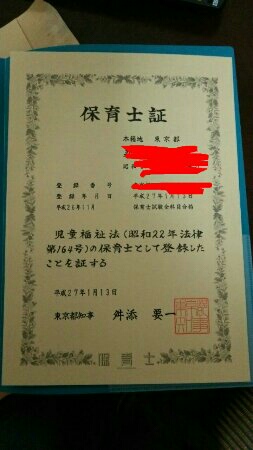 保育士証
本籍地 東京都
昭和
登録番号
登録年月日 平成27年1月13日
平成26年11月 保育士試験全科目合格
児童福祉法(昭和22年法律
第164号)の保育士として登録した
ことを証する
平成27年1月13日
東京都知事 舛添 要一
保育士